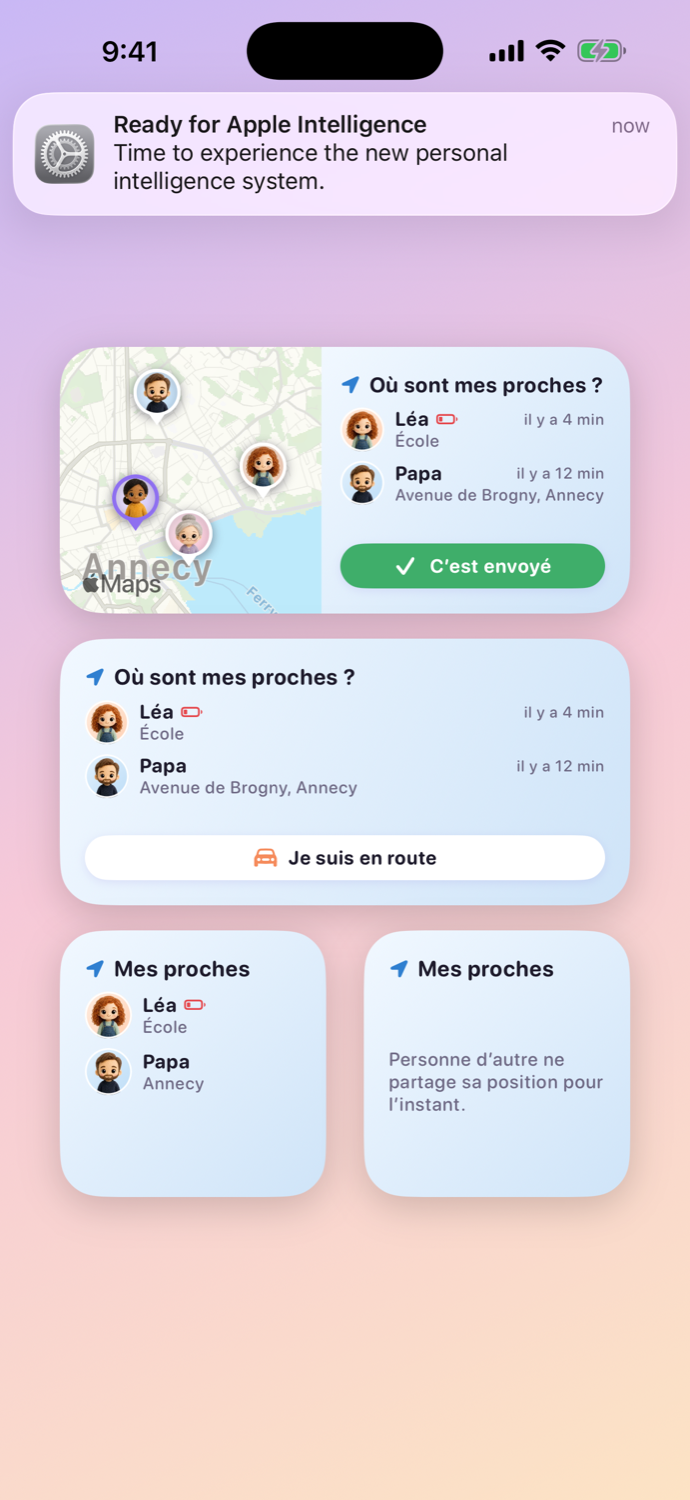 9:41
Ready for Apple Intelligence
now
Time to experience the new personal
intelligence system.
Où sont mes proches ?
Léa
il y a 4 min
École
Papa
il y a 12 min
Avenue de Brogny, Annecy
C’est envoyé
Annecy
Maps
Ferry
Où sont mes proches ?
Léa
il y a 4 min
École
Papa
il y a 12 min
Avenue de Brogny, Annecy
Je suis en route
Mes proches
Léa
École
Papa
Annecy
Mes proches
Personne d’autre ne
partage sa position pour
l’instant.